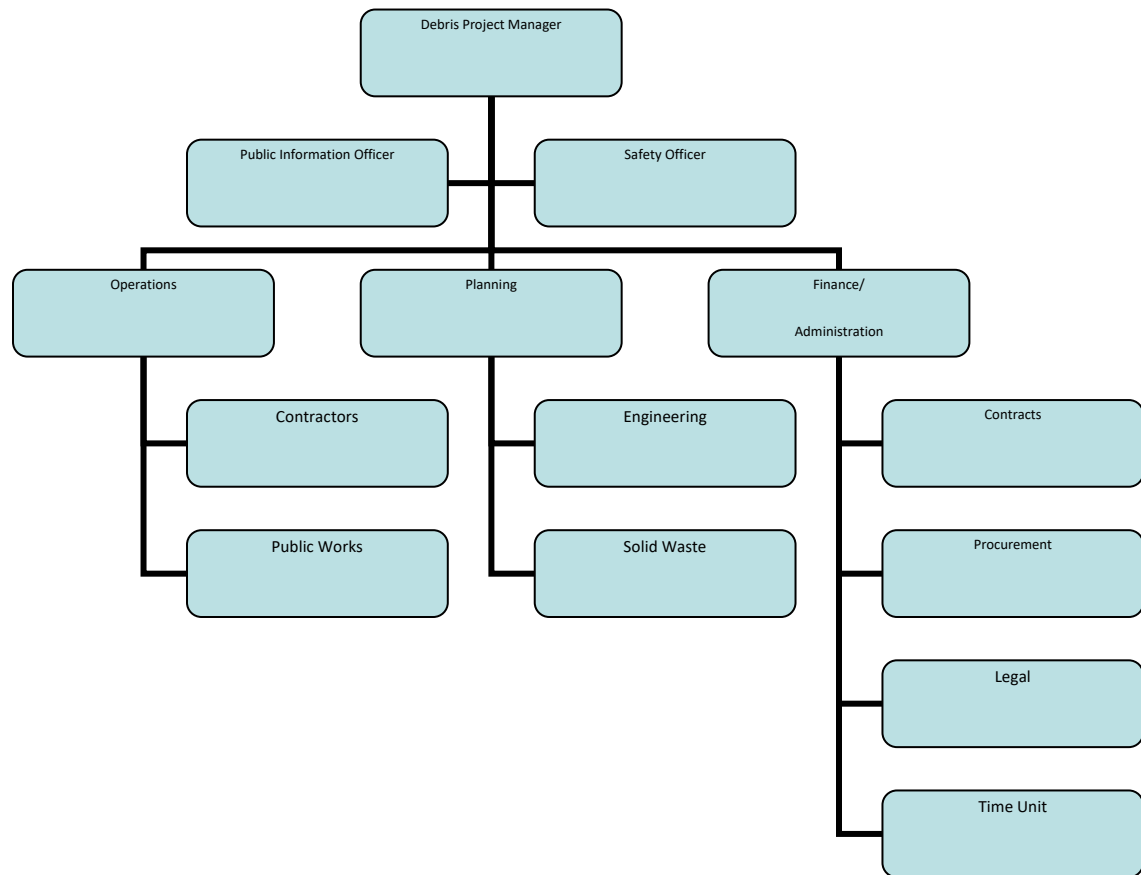 Debris Project Manager
Public Information Officer
Safety Officer
Operations
Planning
Finance/
Administration
Contractors
Engineering
Contracts
Public Works
Solid Waste
Procurement
Legal
Time Unit